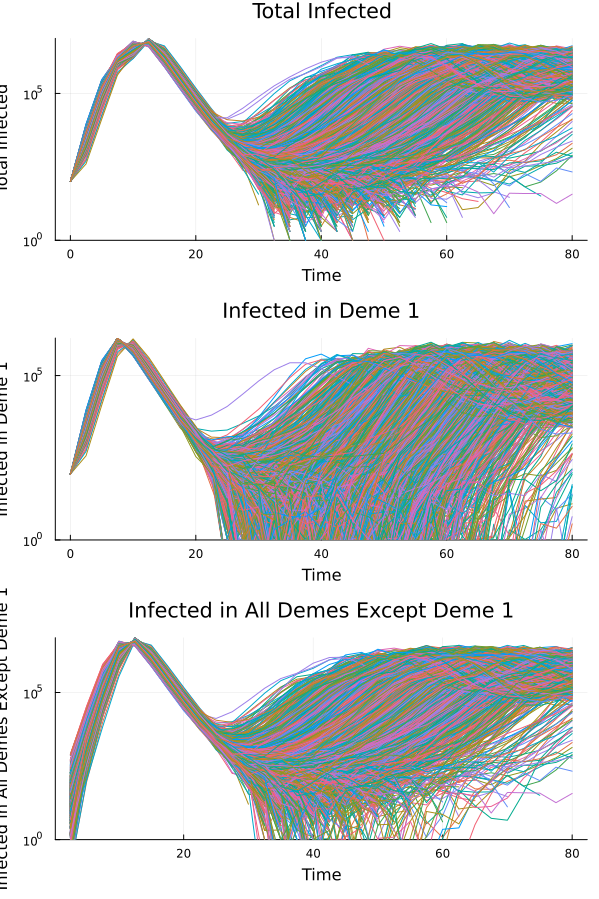 Total Infected
Total Infected
10^5
10^0
0 20 40 60 80
Time
Infected in Deme 1
Infected in Deme 1
10^5
10^0
0 20 40 60 80
Time
Infected in All Demes Except Deme 1
Infected in All Demes Except Deme 1
10^5
10^0
20 40 60 80
Time